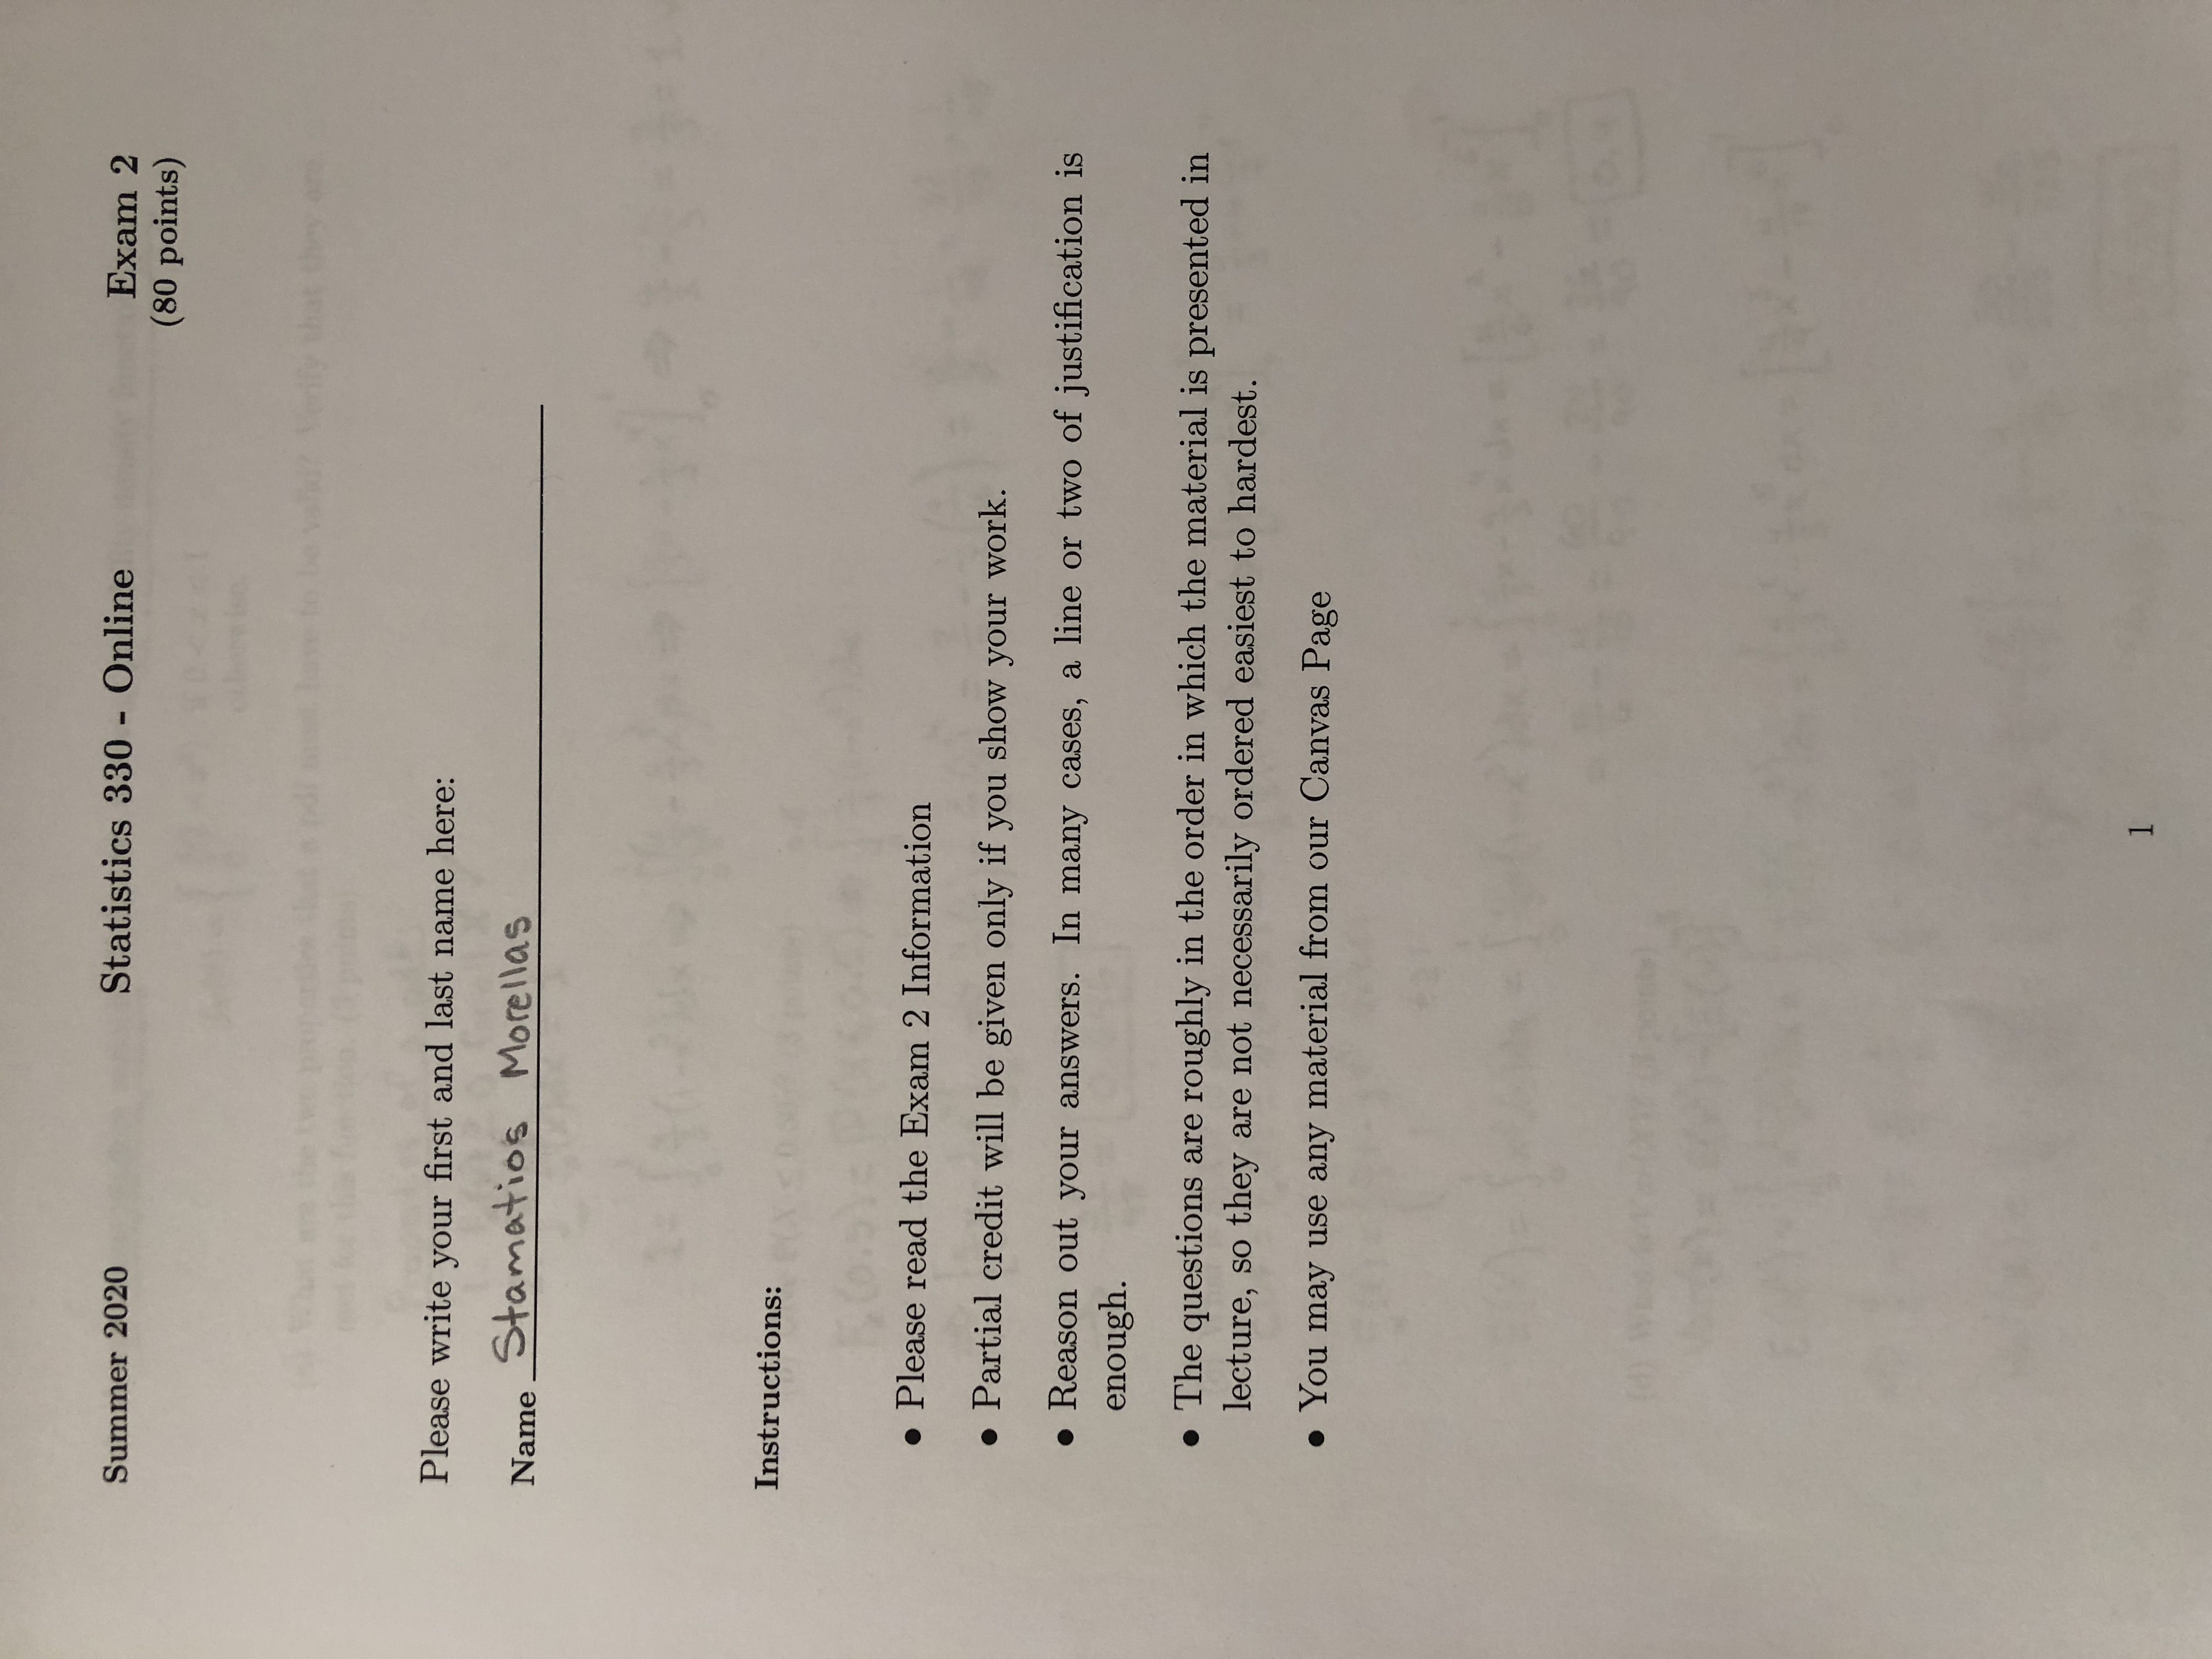 Summer 2020 Statistics 330 - Online Exam 2
(80 points)
Please write your first and last name here:
Name Stamatios Morellas
Instructions:
• Please read the Exam 2 Information
• Partial credit will be given only if you show your work.
• Reason out your answers. In many cases, a line or two of justification is
enough.
• The questions are roughly in the order in which the material is presented in
lecture, so they are not necessarily ordered easiest to hardest.
• You may use any material from our Canvas Page
1